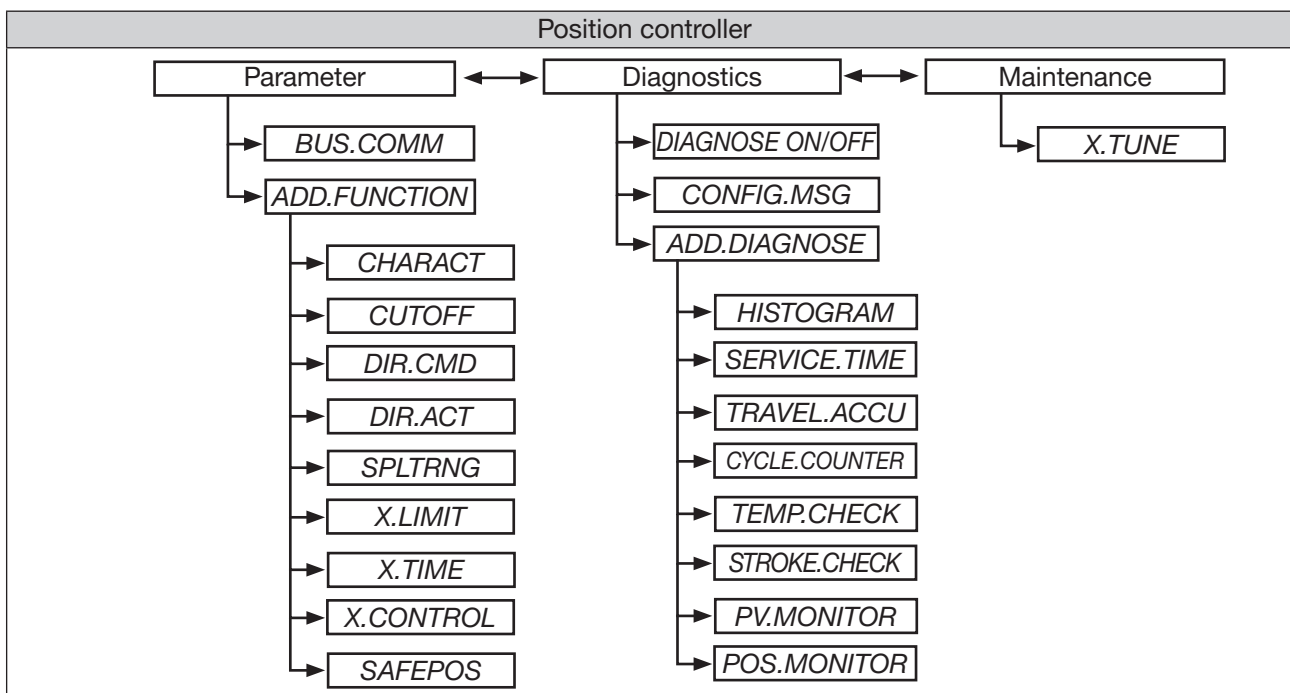 Position controller
Parameter
Diagnostics
Maintenance
BUS.COMM
ADD.FUNCTION
CHARACT
CUTOFF
DIR.CMD
DIR.ACT
SPLTRNG
X.LIMIT
X.TIME
X.CONTROL
SAFEPOS
DIAGNOSE ON/OFF
CONFIG.MSG
ADD.DIAGNOSE
HISTOGRAM
SERVICE.TIME
TRAVEL.ACCU
CYCLE.COUNTER
TEMP.CHECK
STROKE.CHECK
PV.MONITOR
POS.MONITOR
X.TUNE